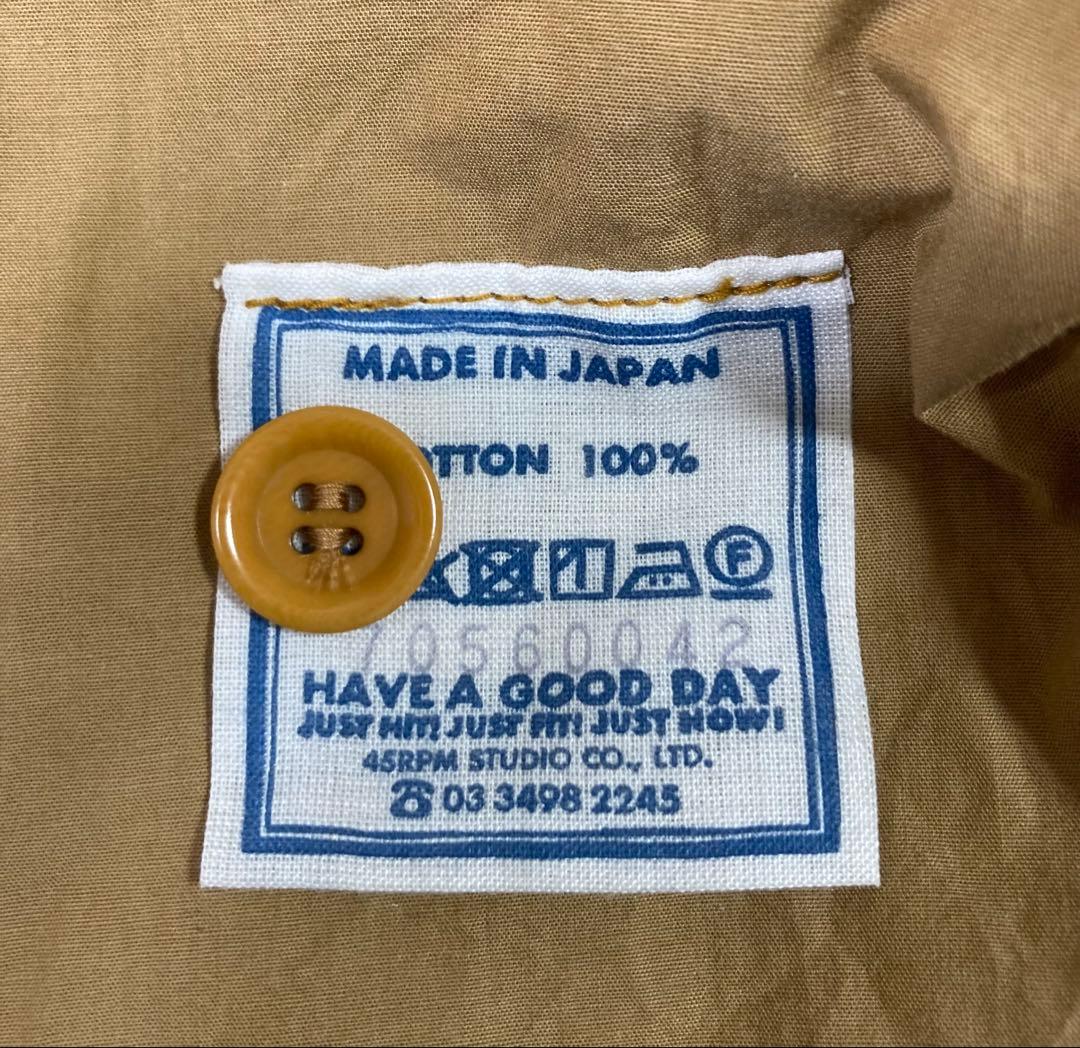 MADE IN JAPAN
OTTON 100%
F
70560042
HAVE A GOOD DAY
JUST HIT! JUST FIT! JUST NOW!
45RPM STUDIO CO., LTD.
☎ 03 3498 2245